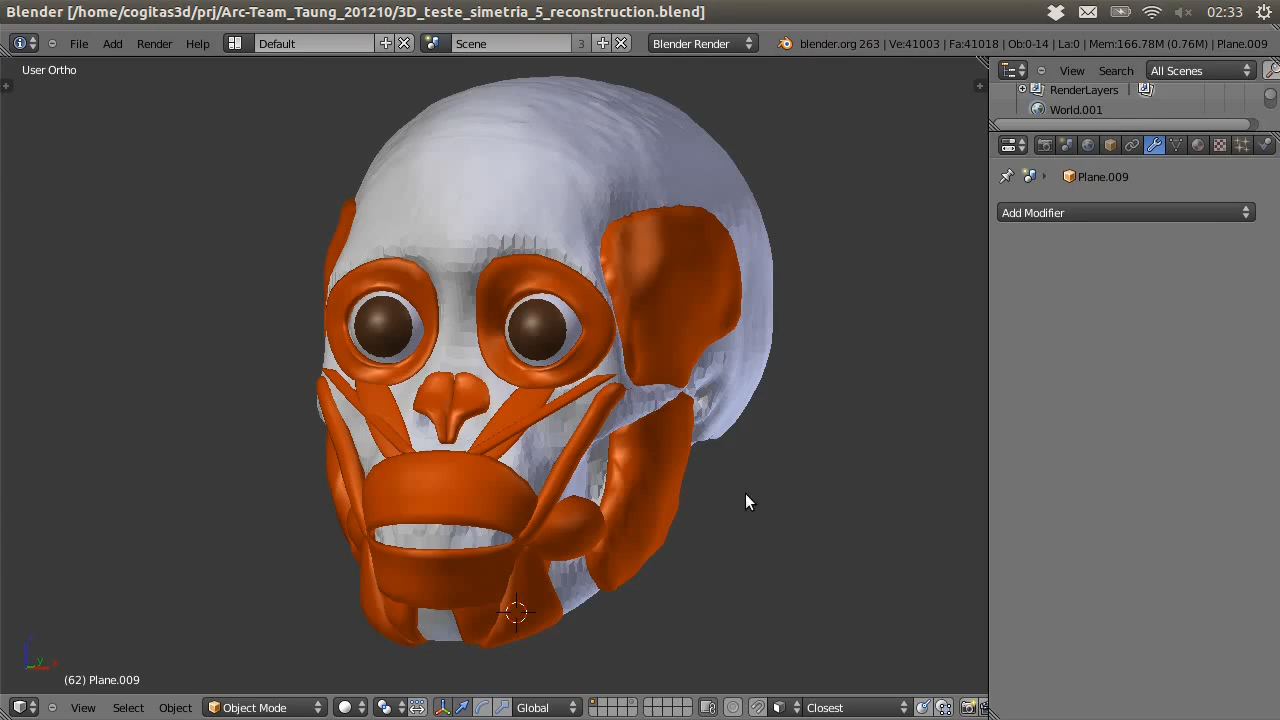 Blender [/home/cogitas3d/prj/Arc-Team_Taung_201210/3D_teste_simetria_5_reconstruction.blend]
02:33
File Add Render Help Default Scene 3 Blender Render blender.org 263 | Ve:41003 | Fa:41018 | Ob:0-14 | La:0 | Mem:166.78M (0.76M) | Plane.009
User Ortho
View Search All Scenes
RenderLayers
World.001
Plane.009
Add Modifier
(62) Plane.009
View Select Object Object Mode Global Closest